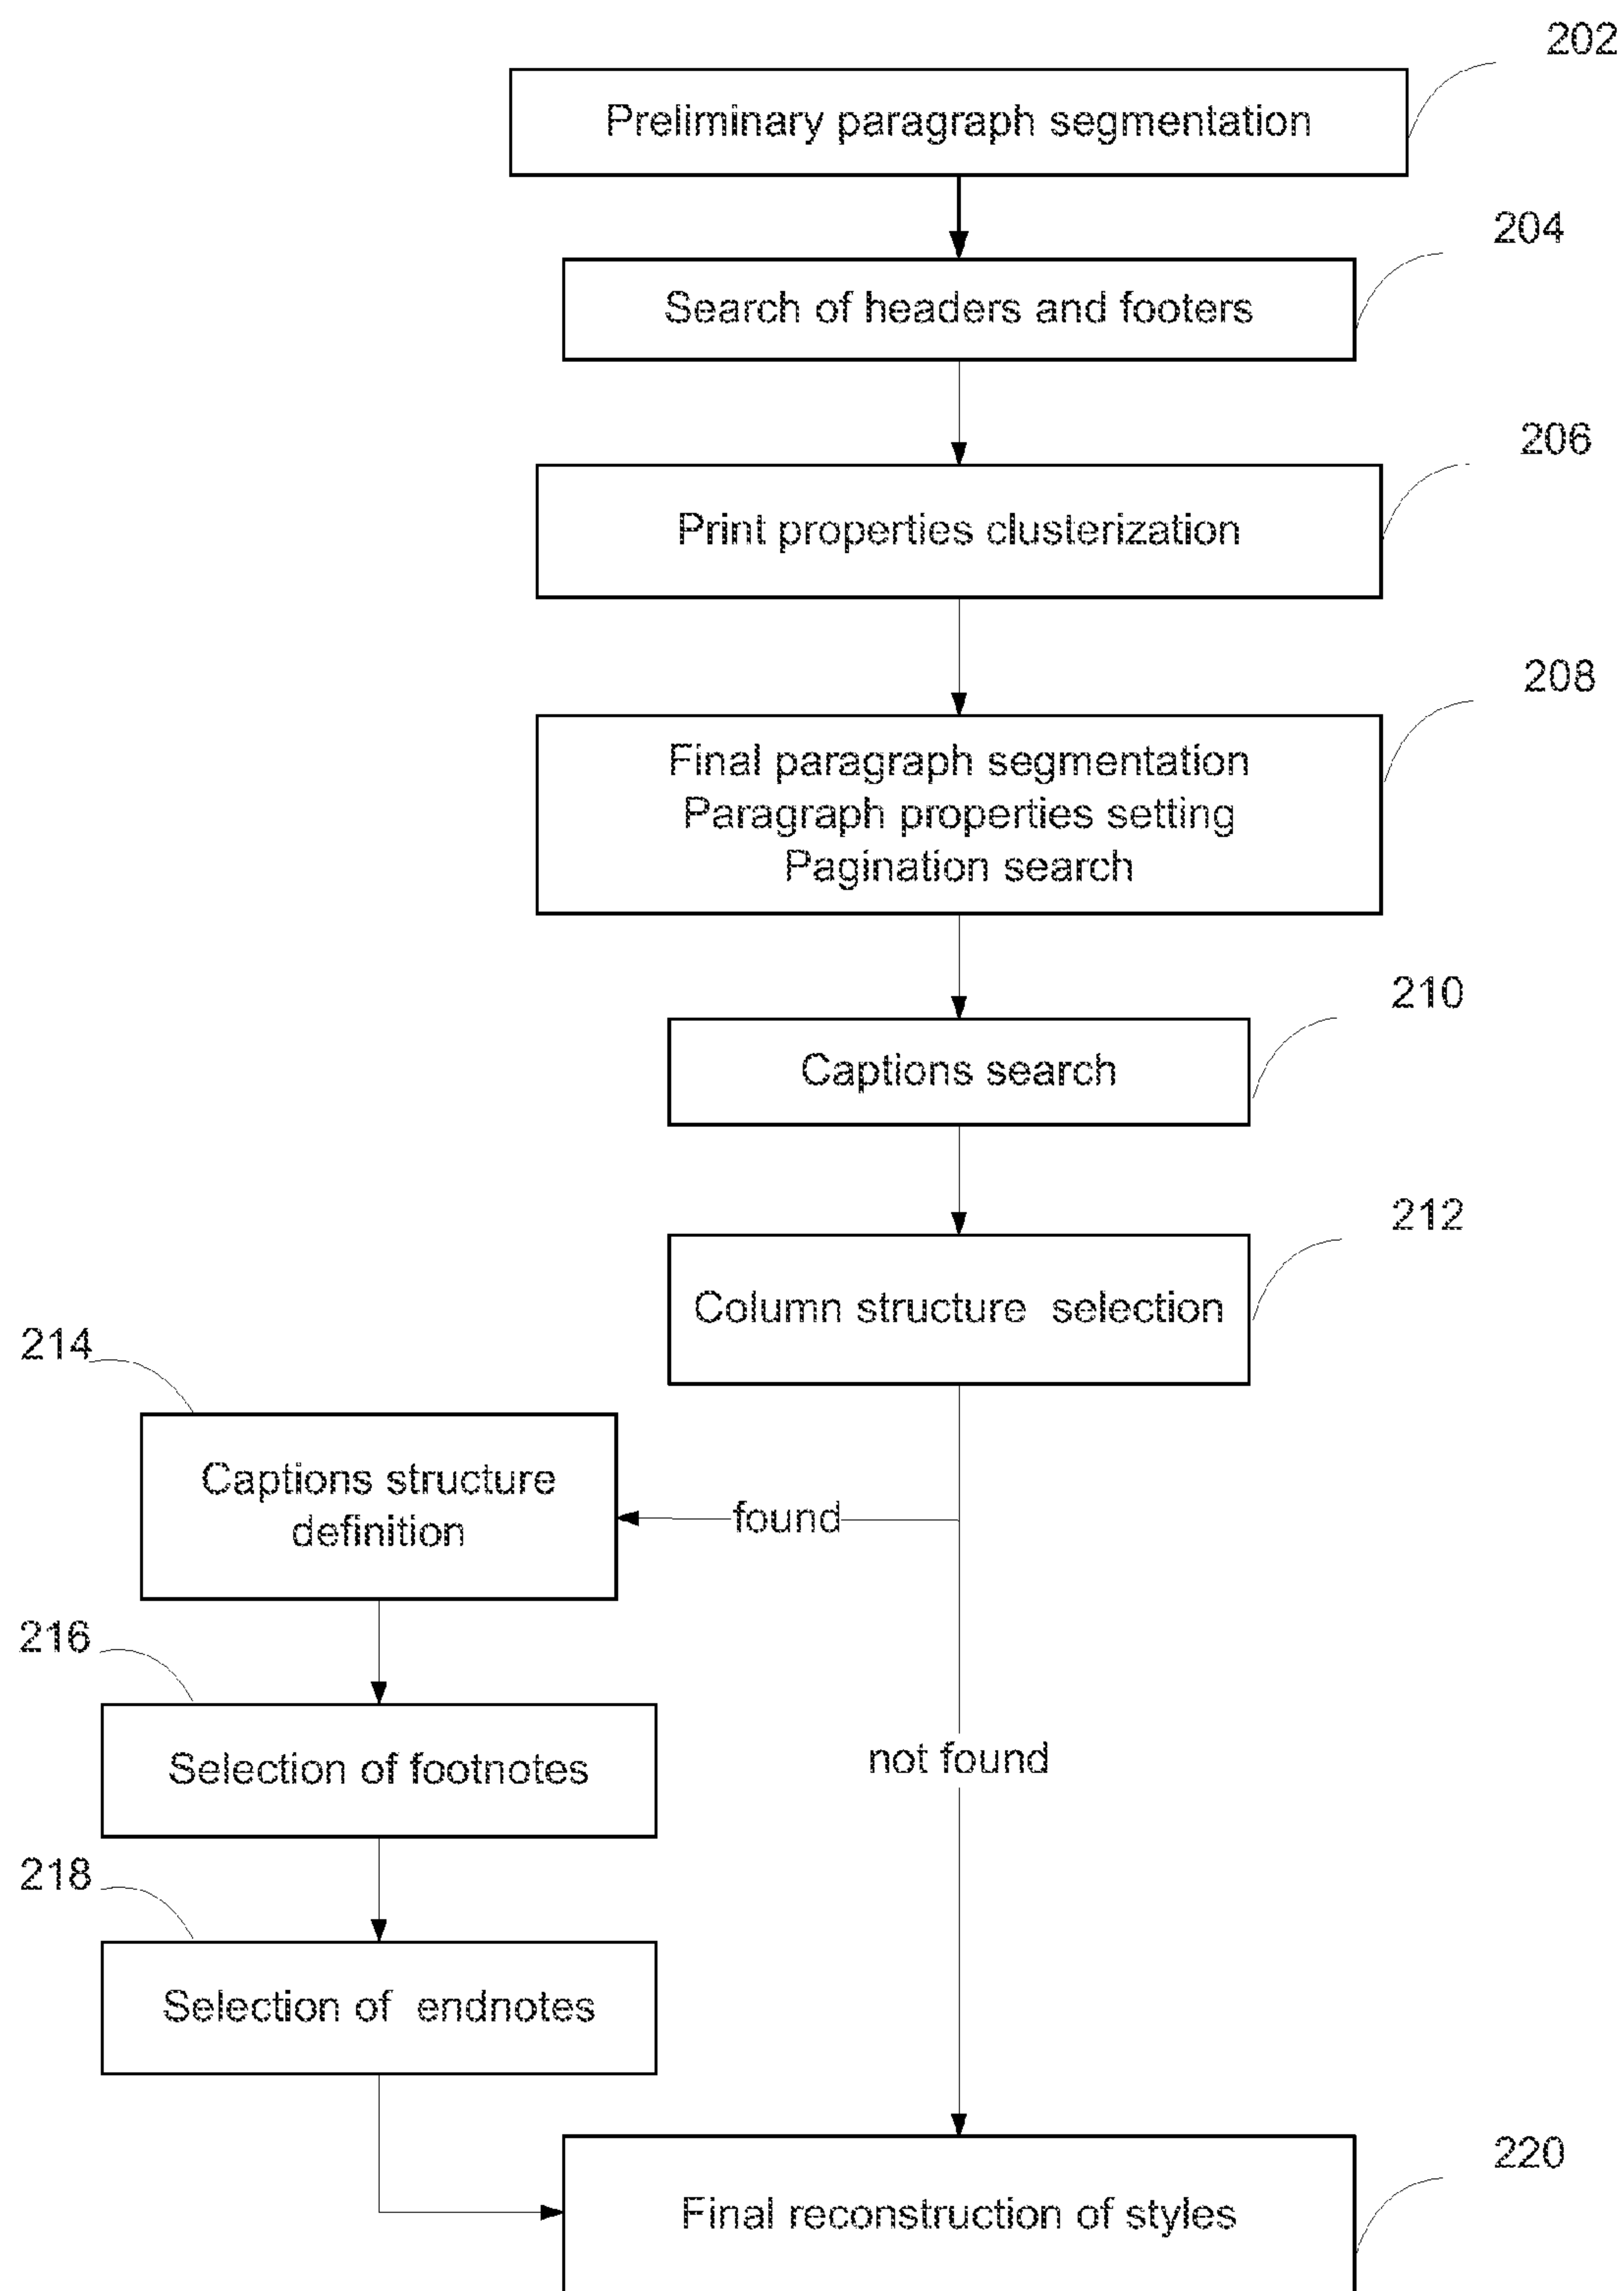 202
Preliminary paragraph segmentation
204
Search of headers and footers
206
Print properties clusterization
208
Final paragraph segmentation
Paragraph properties setting
Pagination search
210
Captions search
212
Column structure selection
214
Captions structure
definition
found
216
Selection of footnotes
not found
218
Selection of endnotes
220
Final reconstruction of styles